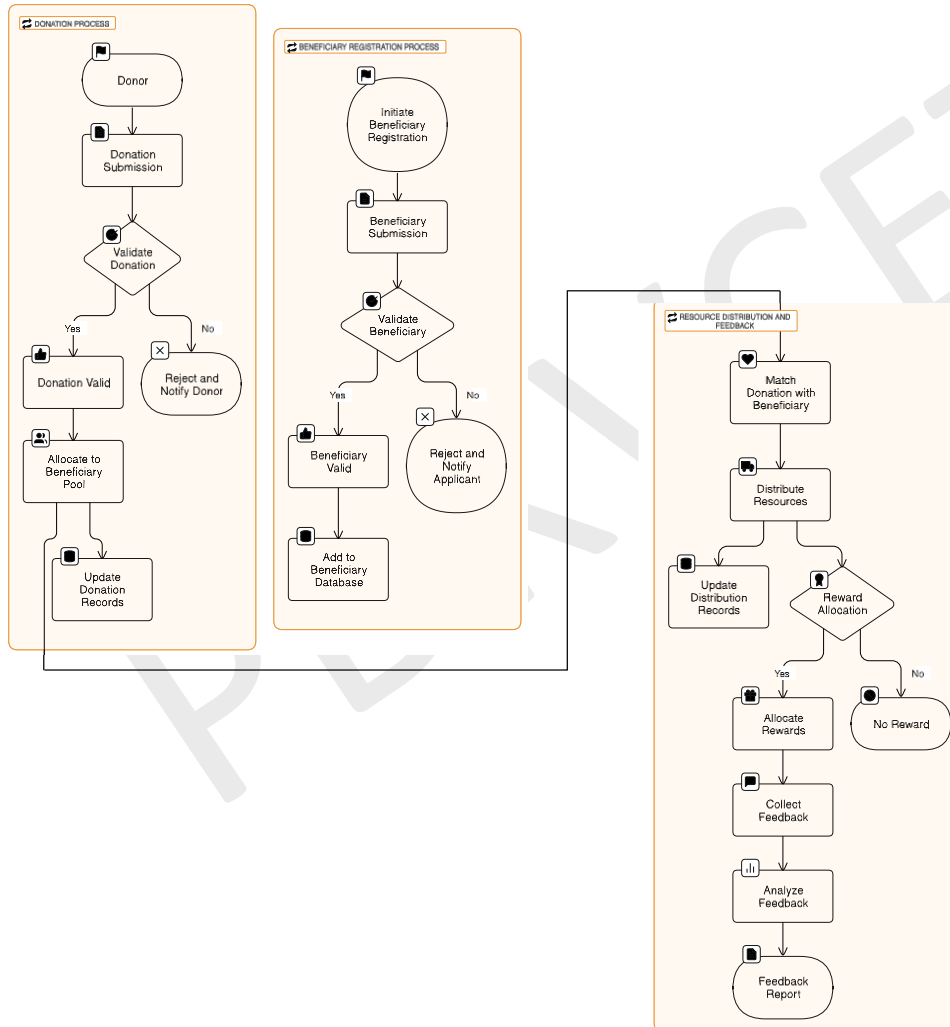 DONATION PROCESS
Donor
Donation
Submission
Validate
Donation
Yes
No
Donation Valid
Reject and
Notify Donor
Allocate to
Beneficiary
Pool
Update
Donation
Records
BENEFICIARY REGISTRATION PROCESS
Initiate
Beneficiary
Registration
Beneficiary
Submission
Validate
Beneficiary
Yes
No
Beneficiary
Valid
Reject and
Notify
Applicant
Add to
Beneficiary
Database
RESOURCE DISTRIBUTION AND
FEEDBACK
Match
Donation with
Beneficiary
Distribute
Resources
Update
Distribution
Records
Reward
Allocation
Yes
No
Allocate
Rewards
No Reward
Collect
Feedback
Analyze
Feedback
Feedback
Report